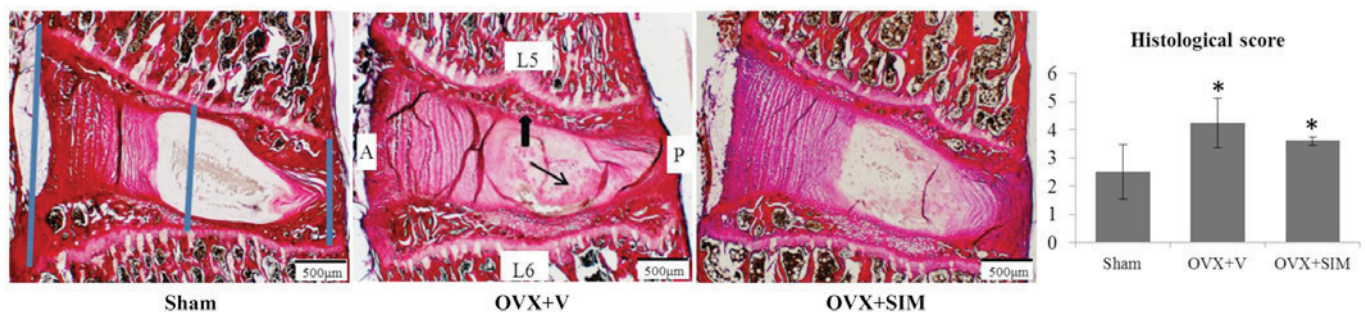 L5
A
P
L6
500μm
500μm
500μm
Sham
OVX+V
OVX+SIM
Histological score
6
5
4
3
2
1
0
*
*
Sham
OVX+V
OVX+SIM